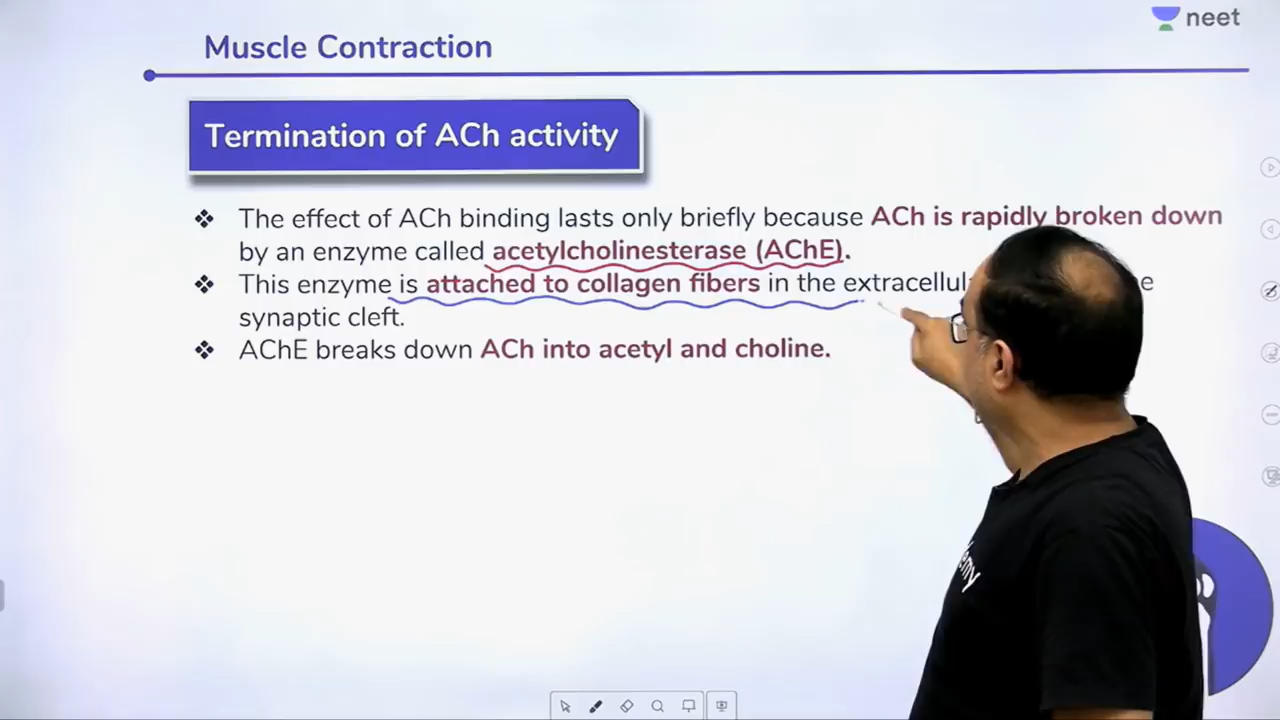 neet
Muscle Contraction
Termination of ACh activity
❖ The effect of ACh binding lasts only briefly because ACh is rapidly broken down
by an enzyme called acetylcholinesterase (AChE).
❖ This enzyme is attached to collagen fibers in the
synaptic cleft.
❖ AChE breaks down ACh into acetyl and choline.